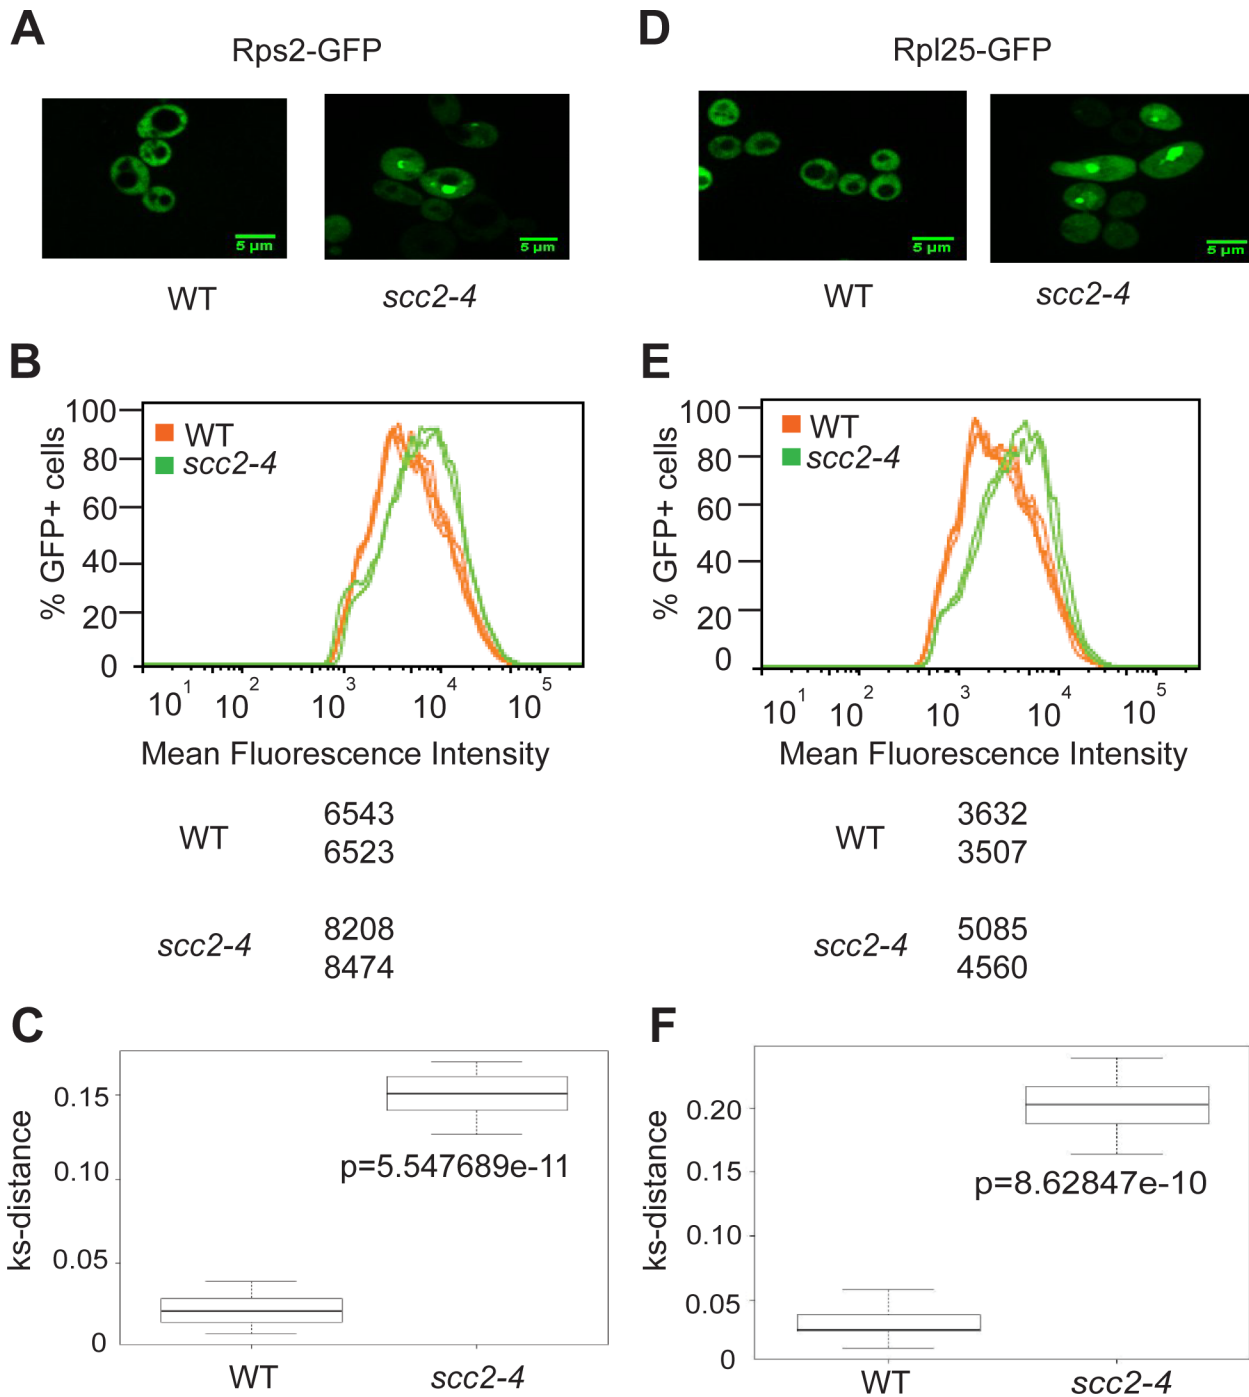 A
Rps2-GFP
5 µm
5 µm
WT
scc2-4
B
100
80
60
40
20
0
% GFP+ cells
WT
scc2-4
10^1
10^2
10^3
10^4
10^5
Mean Fluorescence Intensity
WT
6543
6523
scc2-4
8208
8474
C
0.15
0.10
0.05
0
ks-distance
p=5.547689e-11
WT
scc2-4
D
Rpl25-GFP
5 µm
5 µm
WT
scc2-4
E
100
80
60
40
20
0
% GFP+ cells
WT
scc2-4
10^1
10^2
10^3
10^4
10^5
Mean Fluorescence Intensity
WT
3632
3507
scc2-4
5085
4560
F
0.20
0.15
0.10
0.05
0
ks-distance
p=8.62847e-10
WT
scc2-4